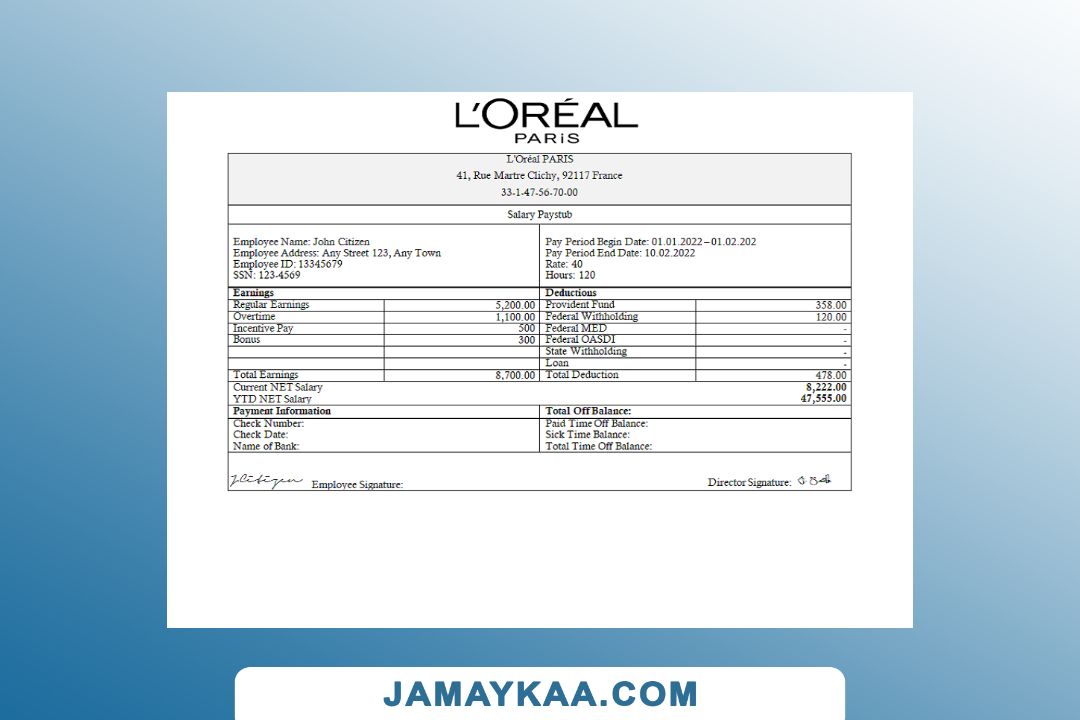 L'ORÉAL
PARiS
L'Oréal PARIS
41, Rue Martre Clichy, 92117 France
33-1-47-56-70-00
Salary Paystub
Employee Name: John Citizen
Employee Address: Any Street 123, Any Town
Employee ID: 13345679
SSN: 123-4569
Pay Period Begin Date: 01.01.2022 – 01.02.202
Pay Period End Date: 10.02.2022
Rate: 40
Hours: 120
Earnings Deductions
Regular Earnings 5,200.00 Provident Fund 358.00
Overtime 1,100.00 Federal Withholding 120.00
Incentive Pay 500 Federal MED -
Bonus 300 Federal OASDI -
State Withholding -
Loan -
Total Earnings 8,700.00 Total Deduction 478.00
Current NET Salary 8,222.00
YTD NET Salary 47,555.00
Payment Information Total Off Balance:
Check Number: Paid Time Off Balance:
Check Date: Sick Time Balance:
Name of Bank: Total Time Off Balance:
JCitizen Employee Signature: Director Signature:
JAMAYKAA.COM